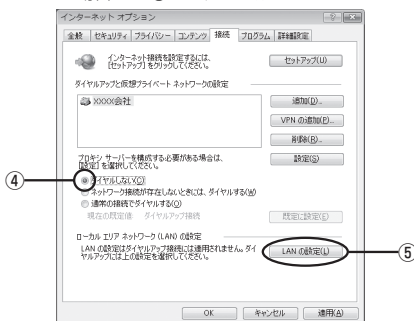 インターネット オプション
全般 セキュリティ プライバシー コンテンツ 接続 プログラム 詳細設定
インターネット接続を設定するには、
[セットアップ] をクリックしてください。
セットアップ(U)
ダイヤルアップと仮想プライベート ネットワークの設定
XXXX会社
追加(D)...
VPN の追加(P)...
削除(R)...
プロキシ サーバーを構成する必要がある場合は、
[設定] を選択してください。
設定(S)
④
ダイヤルしない(C)
ネットワーク接続が存在しないときには、ダイヤルする(W)
通常の接続でダイヤルする(O)
現在の既定値 ダイヤルアップ接続
既定に設定(E)
ローカル エリア ネットワーク (LAN) の設定
LAN の設定はダイヤルアップ接続には適用されません。ダイ
ヤルアップには上の設定を選択してください。
LAN の設定(L)
⑤
OK キャンセル 適用(A)